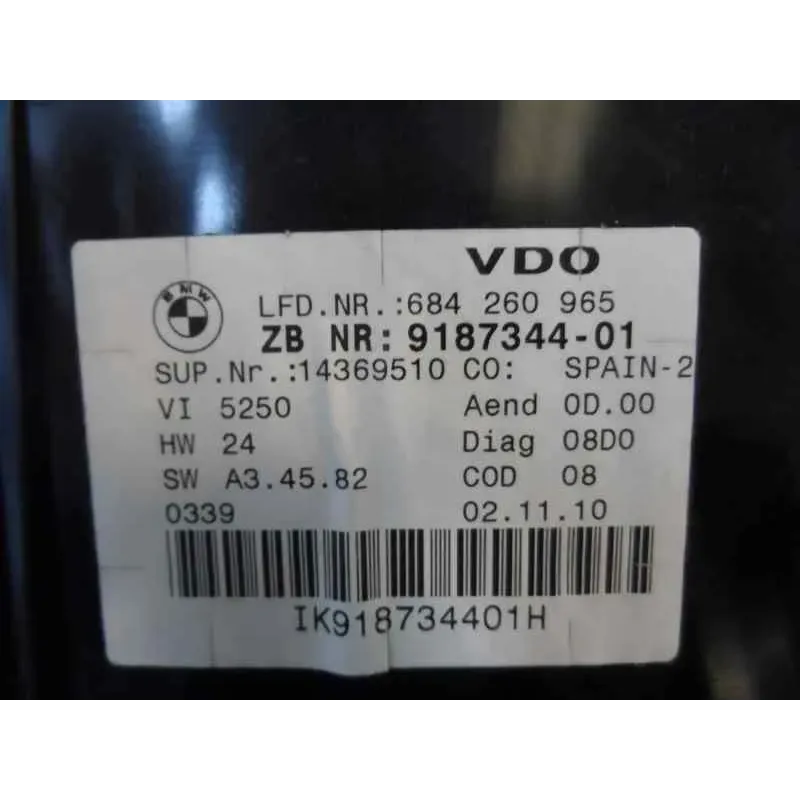 VDO
BMW
LFD.NR.:684 260 965
ZB NR: 9187344-01
SUP.Nr.:14369510 CO: SPAIN-2
VI 5250 Aend 0D.00
HW 24 Diag 08D0
SW A3.45.82 COD 08
0339 02.11.10
IK918734401H